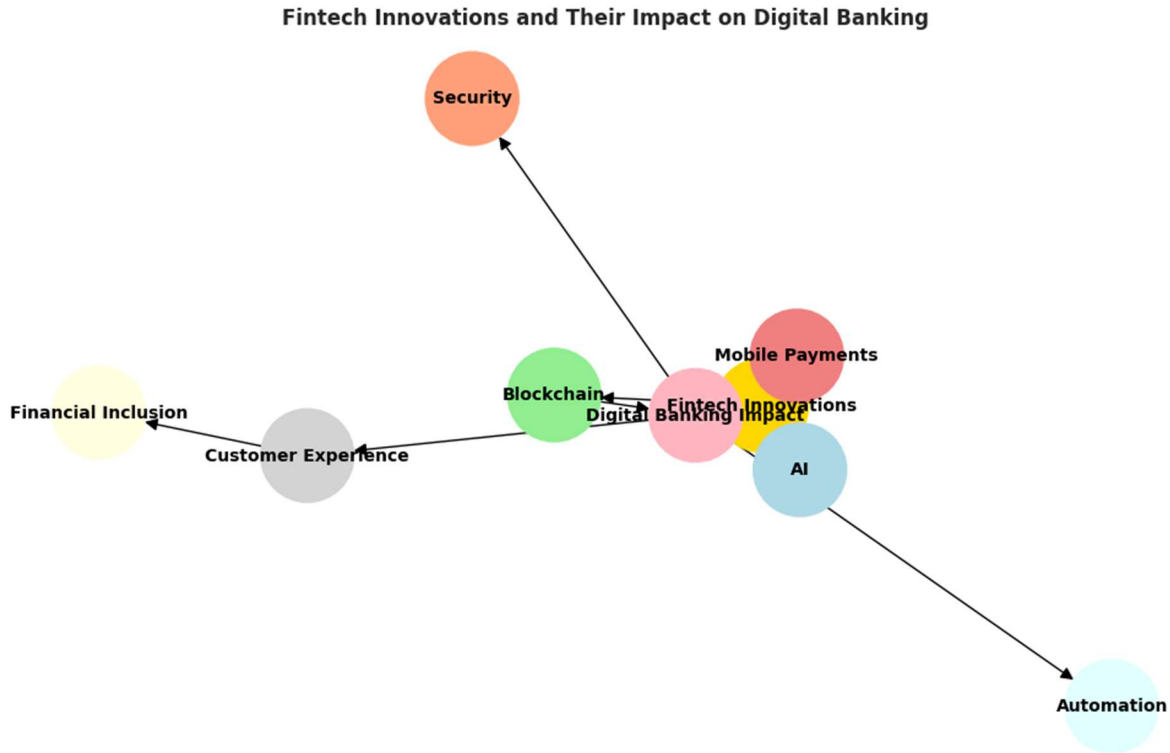 Fintech Innovations and Their Impact on Digital Banking
Security
Mobile Payments
Blockchain
Fintech Innovations
Digital Banking Impact
Financial Inclusion
Customer Experience
AI
Automation